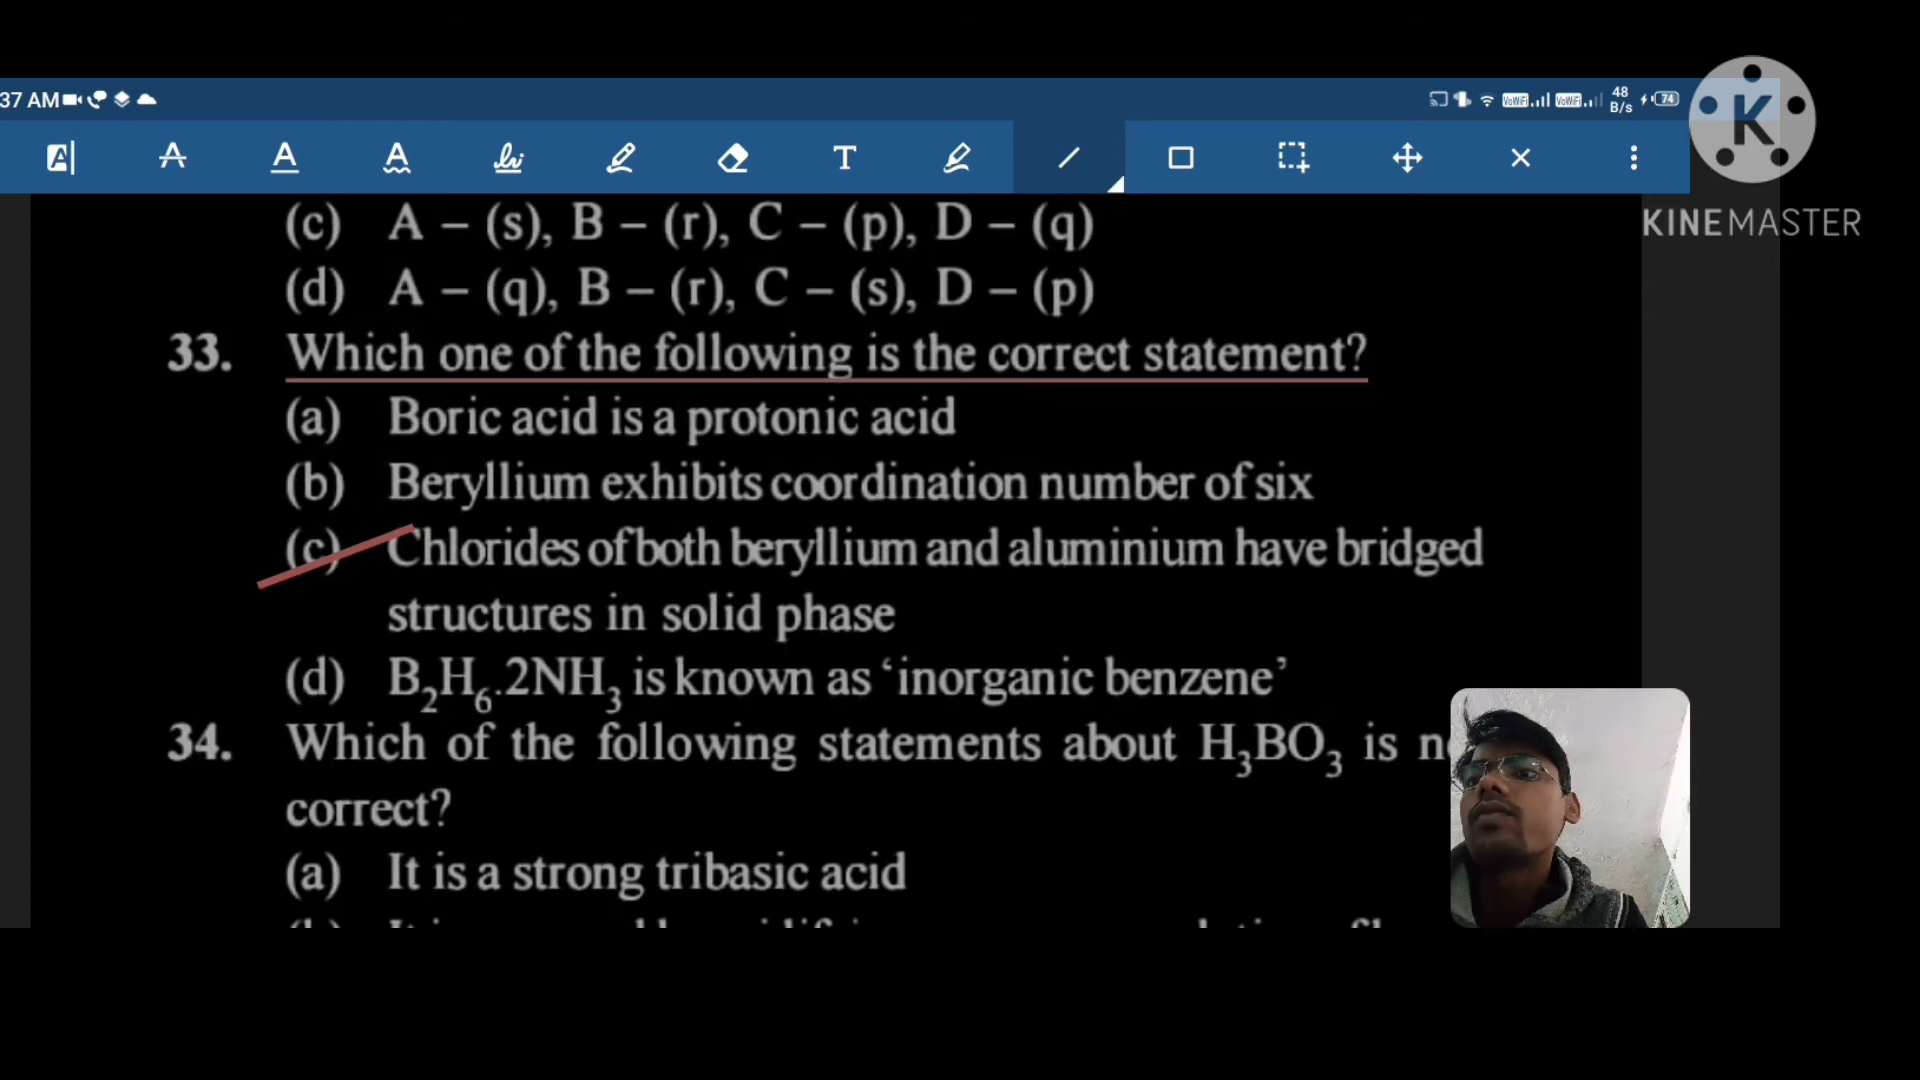 37 AM
VoWiFi VoWiFi 48 B/s 74
T
K
KINEMASTER
(c) A – (s), B – (r), C – (p), D – (q)
(d) A – (q), B – (r), C – (s), D – (p)
33. Which one of the following is the correct statement?
(a) Boric acid is a protonic acid
(b) Beryllium exhibits coordination number of six
(c) Chlorides of both beryllium and aluminium have bridged
structures in solid phase
(d) B₂H₆.2NH₃ is known as ‘inorganic benzene’
34. Which of the following statements about H₃BO₃ is
correct?
(a) It is a strong tribasic acid